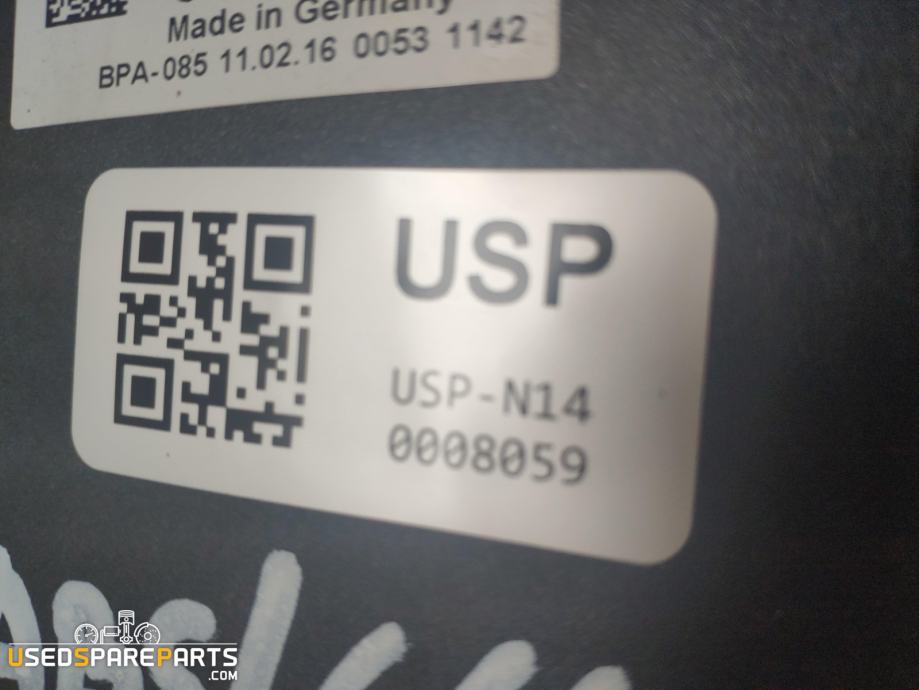 Made in Germany
BPA-085 11.02.16 0053 1142
USP
USP-N14
0008059
USEDSPAREPARTS
.COM